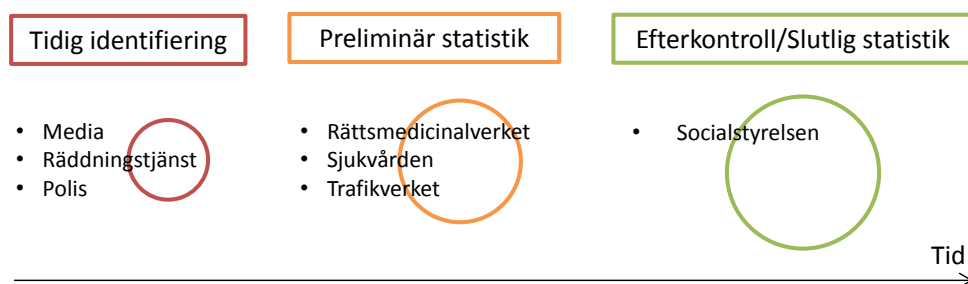 Tidig identifiering
Preliminär statistik
Efterkontroll/Slutlig statistik
• Media
• Räddningstjänst
• Polis
• Rättsmedicinalverket
• Sjukvården
• Trafikverket
• Socialstyrelsen
Tid